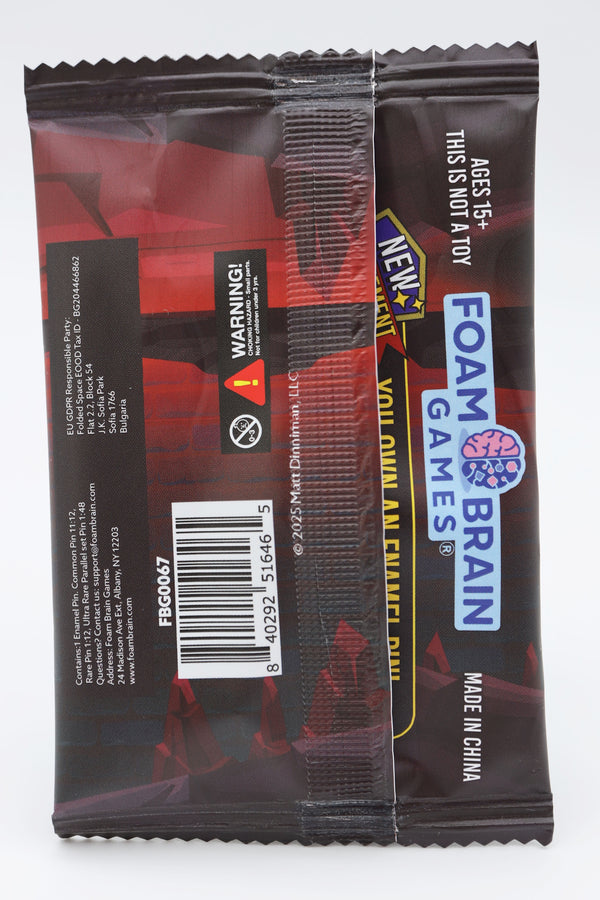 AGES 15+
THIS IS NOT A TOY
FOAM BRAIN
GAMES®
MADE IN CHINA
NEW
YOU OWN AN ENAMEL PIN!
© 2025 Matt Dinniman, LLC
WARNING!
CHOKING HAZARD - Small parts.
Not for children under 3 yrs.
0-3
EU GDPR Responsible Party:
Folded Space EOOD Tax ID - BG204466862
Flat 2.2, Block 54
J.K. Sofia Park
Sofia 1766
Bulgaria
Contains:1 Enamel Pin. Common Pin 11:12,
Rare Pin 1:12, Ultra Rare Parallel set Pin 1:48
Questions? Contact us: support@foambrain.com
Address: Foam Brain Games
24 Madison Ave Ext, Albany, NY 12203
www.foambrain.com
FBG0067
8 40292 51646 5